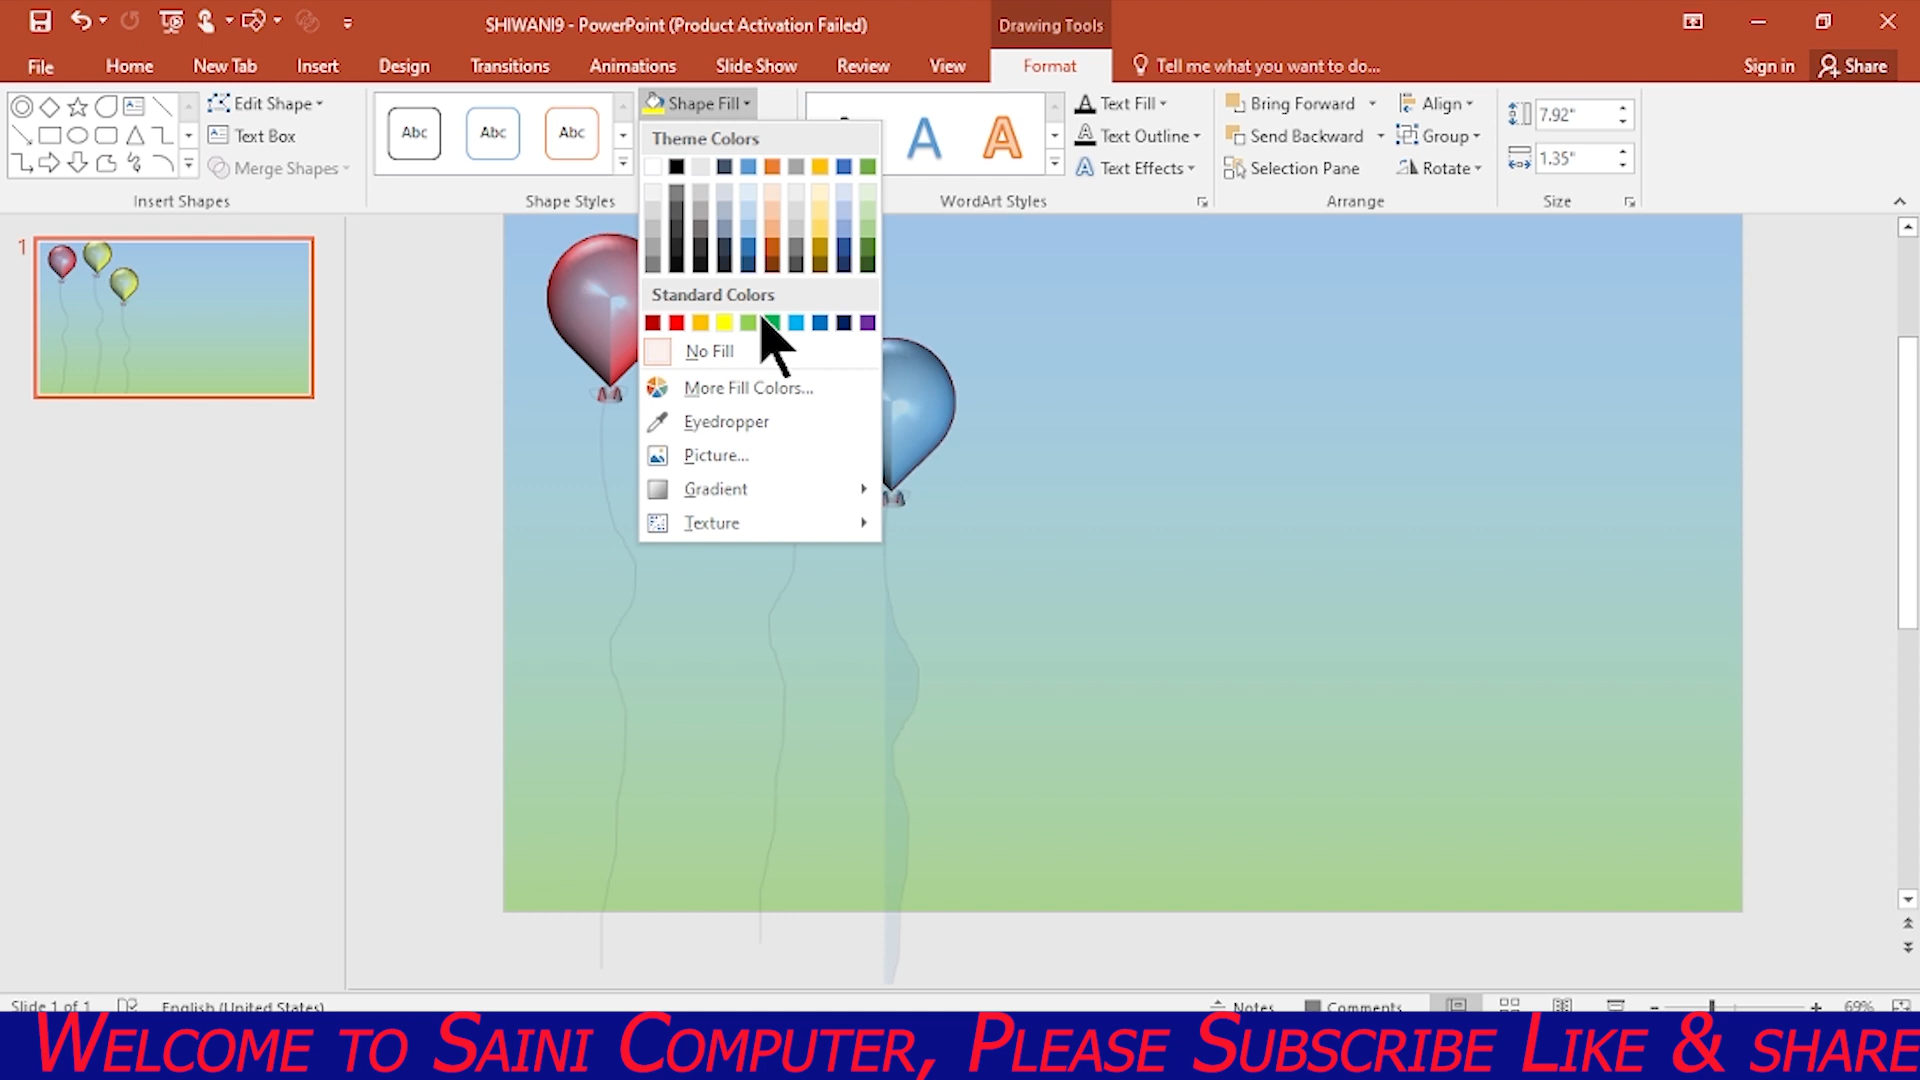 SHIWANI9 - PowerPoint (Product Activation Failed)
Drawing Tools
File Home New Tab Insert Design Transitions Animations Slide Show Review View Format Tell me what you want to do... Sign in Share
Edit Shape
Text Box
Merge Shapes
Insert Shapes
Abc Abc Abc
Shape Styles
Shape Fill
Theme Colors
Standard Colors
No Fill
More Fill Colors...
Eyedropper
Picture...
Gradient
Texture
A A
WordArt Styles
Text Fill
Text Outline
Text Effects
Bring Forward
Send Backward
Selection Pane
Align
Group
Rotate
Arrange
7.92"
1.35"
Size
1
Slide 1 of 1 English (United States) Notes Comments 69%
WELCOME TO SAINI COMPUTER, PLEASE SUBSCRIBE LIKE & SHARE